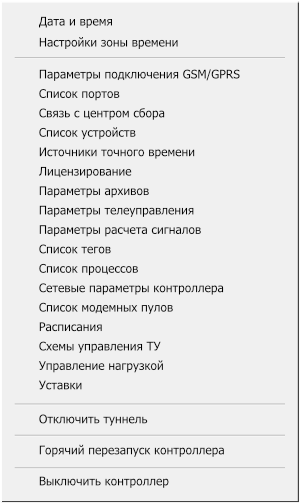 Дата и время
Настройки зоны времени
Параметры подключения GSM/GPRS
Список портов
Связь с центром сбора
Список устройств
Источники точного времени
Лицензирование
Параметры архивов
Параметры телеуправления
Параметры расчета сигналов
Список тегов
Список процессов
Сетевые параметры контроллера
Список модемных пулов
Расписания
Схемы управления ТУ
Управление нагрузкой
Уставки
Отключить туннель
Горячий перезапуск контроллера
Выключить контроллер